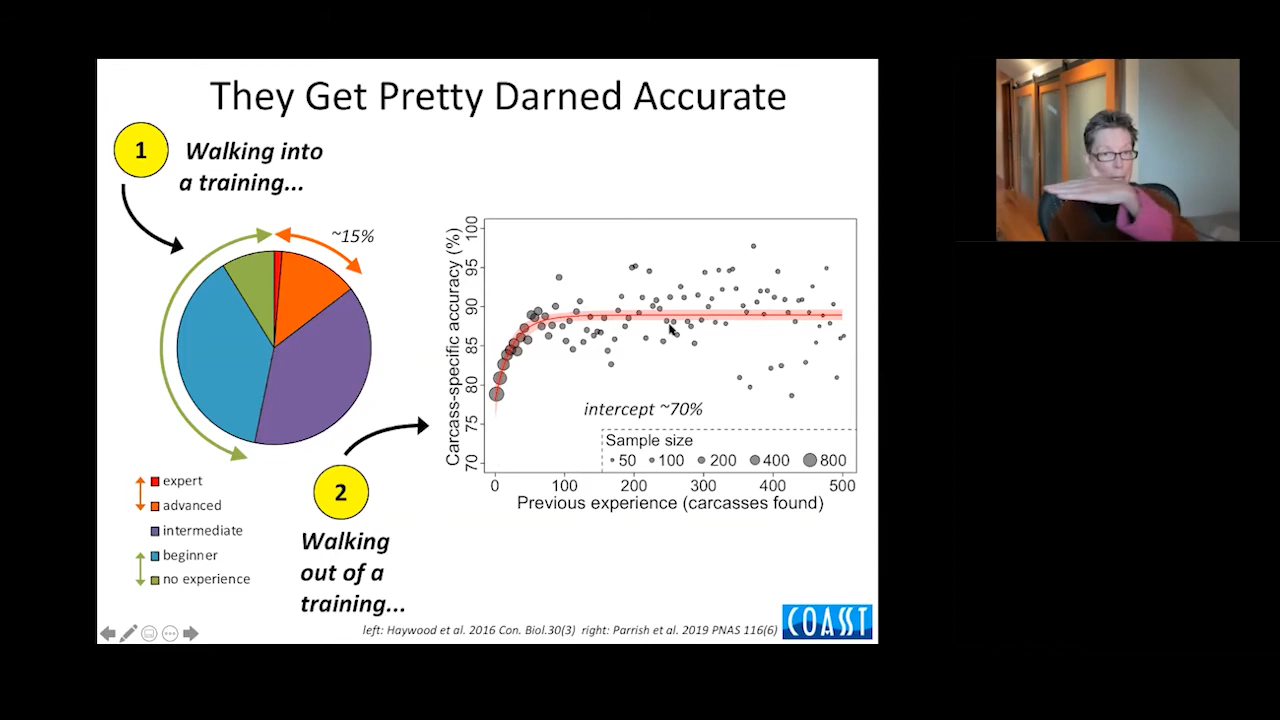 They Get Pretty Darned Accurate
1
Walking into
a training...
~15%
expert
advanced
intermediate
beginner
no experience
2
Walking
out of a
training...
Carcass-specific accuracy (%)
100
95
90
85
80
75
70
intercept ~70%
Sample size
50 100 200 400 800
0 100 200 300 400 500
Previous experience (carcasses found)
left: Haywood et al. 2016 Con. Biol.30(3) right: Parrish et al. 2019 PNAS 116(6)
COASST